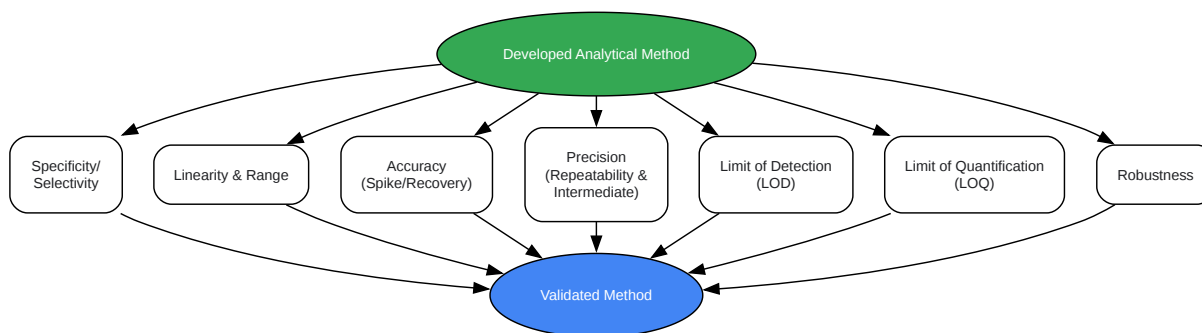 Developed Analytical Method
Specificity/
Selectivity
Linearity & Range
Accuracy
(Spike/Recovery)
Precision
(Repeatability &
Intermediate)
Limit of Detection
(LOD)
Limit of Quantification
(LOQ)
Robustness
Validated Method